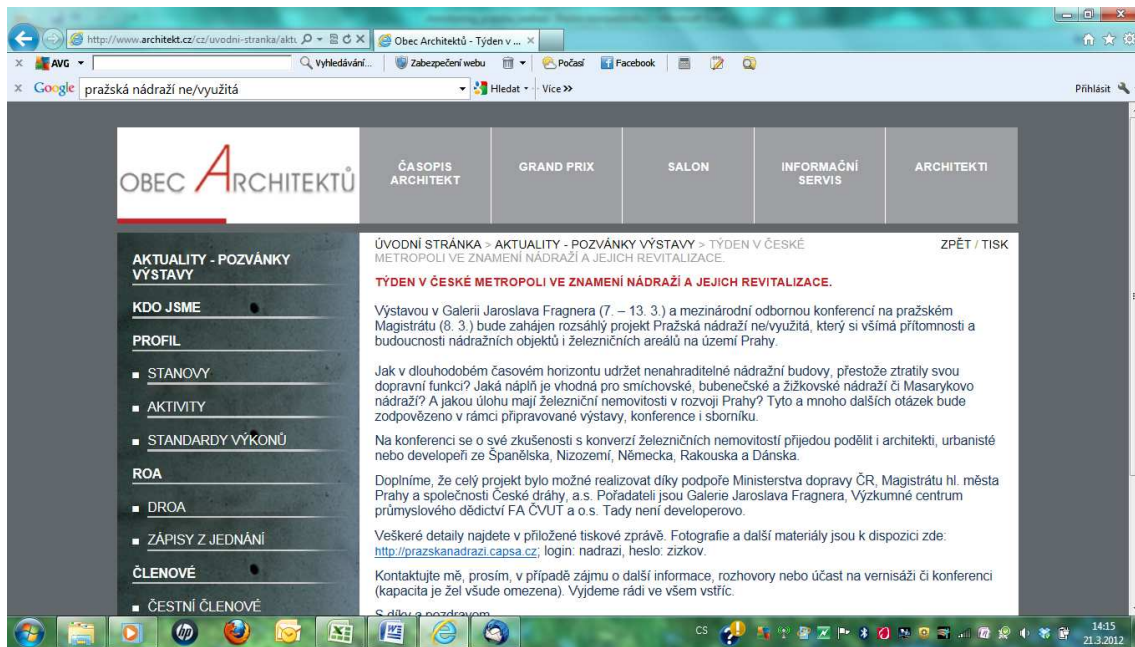 http://www.architekt.cz/cz/uvodni-stranka/aktu
Obec Architektů - Týden v ...
AVG
Vyhledávání...
Zabezpečení webu
Počasí
Facebook
Google
pražská nádraží ne/využitá
Hledat
Více >>
Přihlásit
OBEC ARCHITEKTŮ
ČASOPIS
ARCHITEKT
GRAND PRIX
SALON
INFORMAČNÍ
SERVIS
ARCHITEKTI
AKTUALITY - POZVÁNKY
VÝSTAVY
KDO JSME
PROFIL
STANOVY
AKTIVITY
STANDARDY VÝKONŮ
ROA
DROA
ZÁPISY Z JEDNÁNÍ
ČLENOVÉ
ČESTNÍ ČLENOVÉ
ÚVODNÍ STRÁNKA > AKTUALITY - POZVÁNKY VÝSTAVY > TÝDEN V ČESKÉ
METROPOLI VE ZNAMENÍ NÁDRAŽÍ A JEJICH REVITALIZACE.
ZPĚT / TISK
TÝDEN V ČESKÉ METROPOLI VE ZNAMENÍ NÁDRAŽÍ A JEJICH REVITALIZACE.
Výstavou v Galerii Jaroslava Fragnera (7. – 13. 3.) a mezinárodní odbornou konferencí na pražském
Magistrátu (8. 3.) bude zahájen rozsáhlý projekt Pražská nádraží ne/využitá, který si všímá přítomnosti a
budoucnosti nádražních objektů i železničních areálů na území Prahy.
Jak v dlouhodobém časovém horizontu udržet nenahraditelné nádražní budovy, přestože ztratily svou
dopravní funkci? Jaká náplň je vhodná pro smíchovské, bubenečské a žižkovské nádraží či Masarykovo
nádraží? A jakou úlohu mají železniční nemovitosti v rozvoji Prahy? Tyto a mnoho dalších otázek bude
zodpovězeno v rámci připravované výstavy, konference i sborníku.
Na konferenci se o své zkušenosti s konverzí železničních nemovitostí přijedou podělit i architekti, urbanisté
nebo developeři ze Španělska, Nizozemí, Německa, Rakouska a Dánska.
Doplníme, že celý projekt bylo možné realizovat díky podpoře Ministerstva dopravy ČR, Magistrátu hl. města
Prahy a společnosti České dráhy, a.s. Pořadateli jsou Galerie Jaroslava Fragnera, Výzkumné centrum
průmyslového dědictví FA ČVUT a o.s. Tady není developerovo.
Veškeré detaily najdete v přiložené tiskové zprávě. Fotografie a další materiály jsou k dispozici zde:
http://prazskanadrazi.capsa.cz; login: nadrazi, heslo: zizkov.
Kontaktujte mě, prosím, v případě zájmu o další informace, rozhovory nebo účast na vernisáži či konferenci
(kapacita je žel všude omezena). Vyjdeme rádi ve všem vstříc.
S díky a pozdravem
CS
14:15
21.3.2012